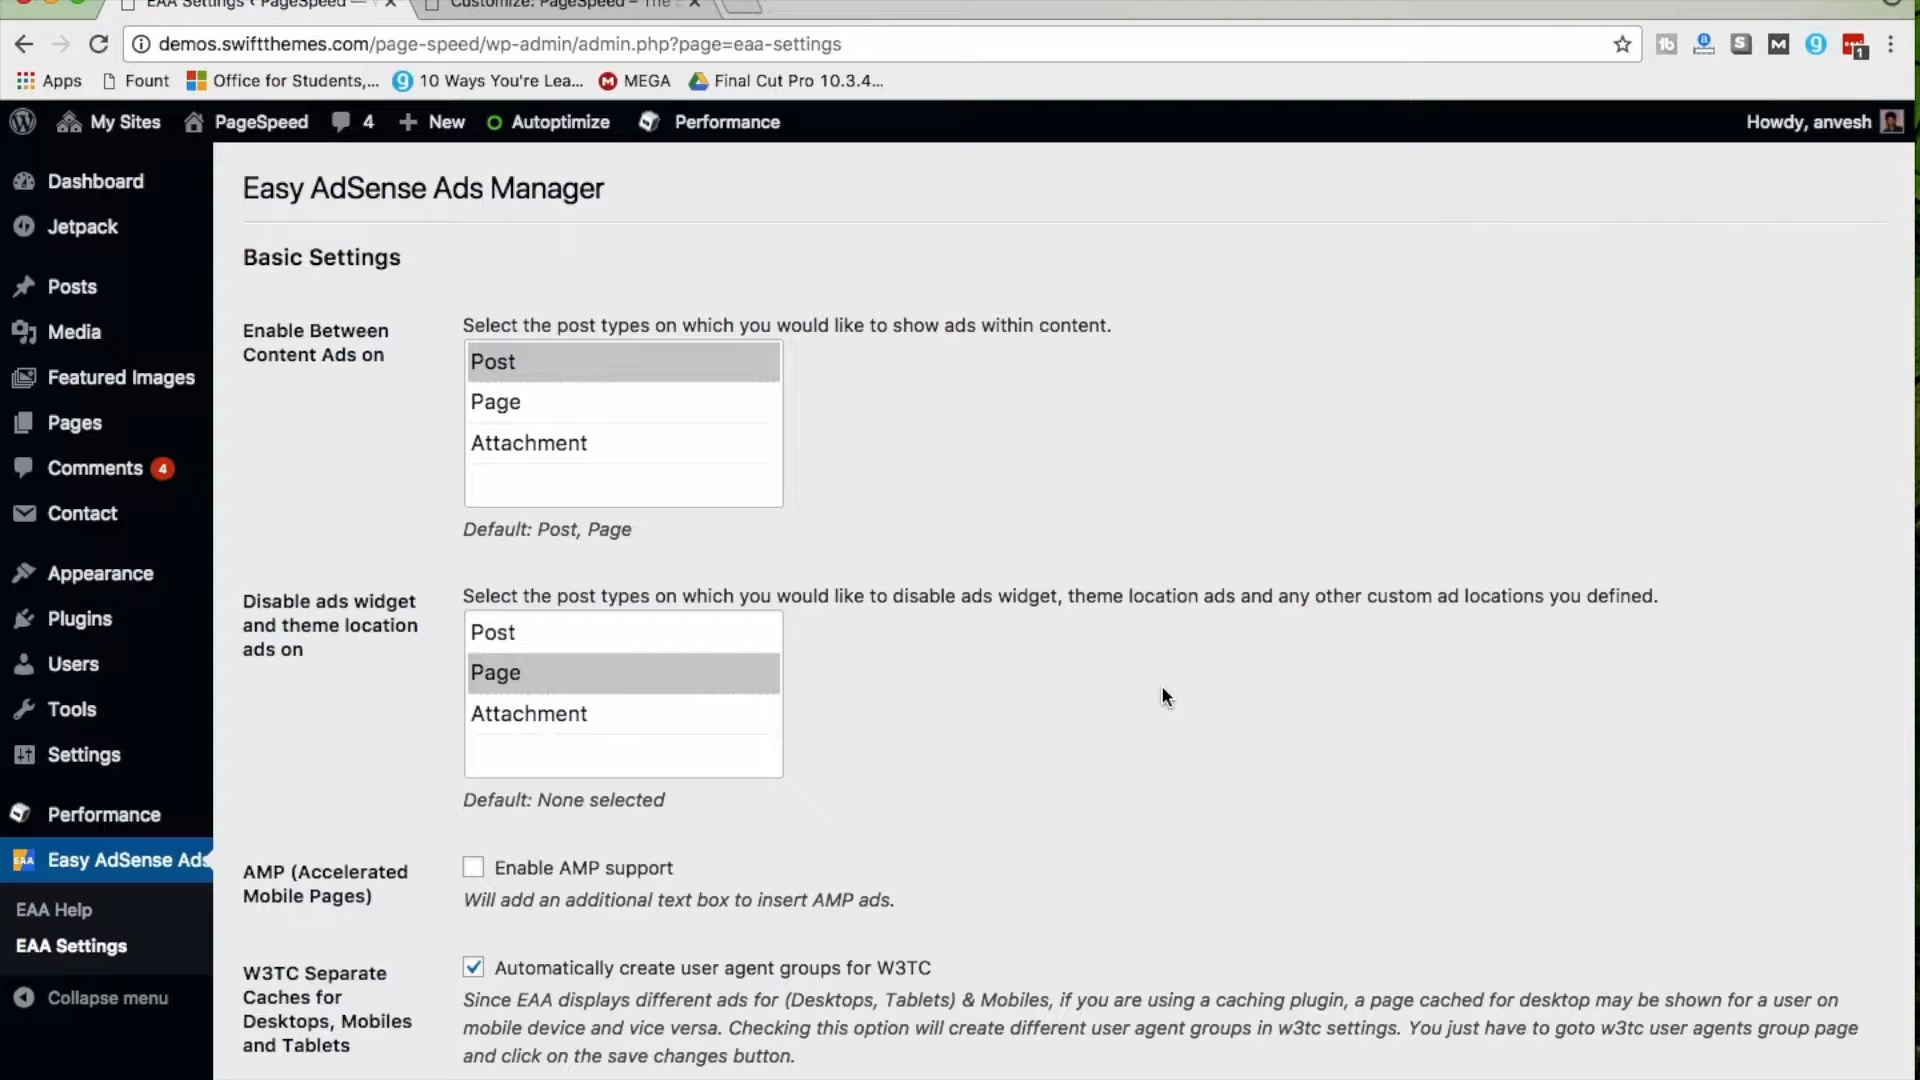 EAA Settings ‹ PageSpeed —
Customize: PageSpeed – The
demos.swiftthemes.com/page-speed/wp-admin/admin.php?page=eaa-settings
Apps Fount Office for Students,... 10 Ways You're Lea... MEGA Final Cut Pro 10.3.4...
My Sites PageSpeed 4 New Autoptimize Performance Howdy, anvesh
Dashboard
Jetpack
Posts
Media
Featured Images
Pages
Comments 4
Contact
Appearance
Plugins
Users
Tools
Settings
Performance
EAA Easy AdSense Ads
EAA Help
EAA Settings
Collapse menu
Easy AdSense Ads Manager
Basic Settings
Enable Between
Content Ads on
Select the post types on which you would like to show ads within content.
Post
Page
Attachment
Default: Post, Page
Disable ads widget
and theme location
ads on
Select the post types on which you would like to disable ads widget, theme location ads and any other custom ad locations you defined.
Post
Page
Attachment
Default: None selected
AMP (Accelerated
Mobile Pages)
Enable AMP support
Will add an additional text box to insert AMP ads.
W3TC Separate
Caches for
Desktops, Mobiles
and Tablets
Automatically create user agent groups for W3TC
Since EAA displays different ads for (Desktops, Tablets) & Mobiles, if you are using a caching plugin, a page cached for desktop may be shown for a user on
mobile device and vice versa. Checking this option will create different user agent groups in w3tc settings. You just have to goto w3tc user agents group page
and click on the save changes button.